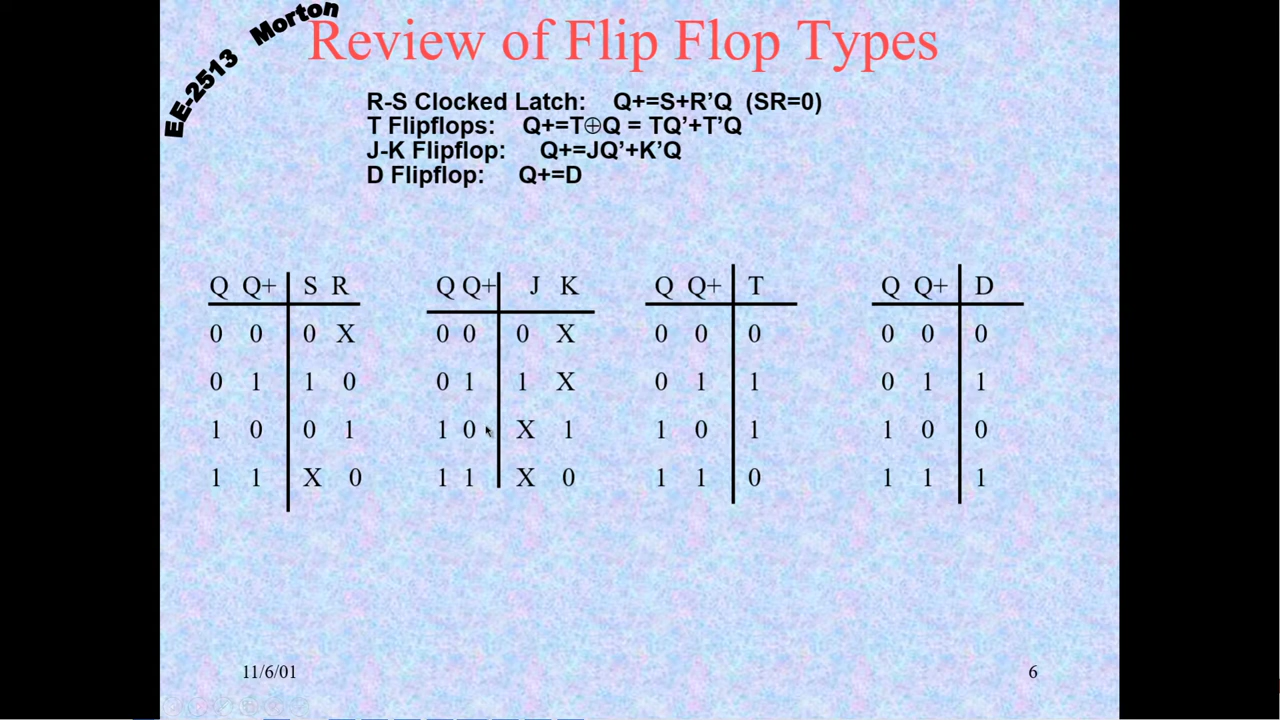 EE-2513 Morton
Review of Flip Flop Types
R-S Clocked Latch: Q+=S+R’Q (SR=0)
T Flipflops: Q+=T⊕Q = TQ’+T’Q
J-K Flipflop: Q+=JQ’+K’Q
D Flipflop: Q+=D
Q Q+ S R
0 0 0 X
0 1 1 0
1 0 0 1
1 1 X 0
Q Q+ J K
0 0 0 X
0 1 1 X
1 0 X 1
1 1 X 0
Q Q+ T
0 0 0
0 1 1
1 0 1
1 1 0
Q Q+ D
0 0 0
0 1 1
1 0 0
1 1 1
11/6/01
6